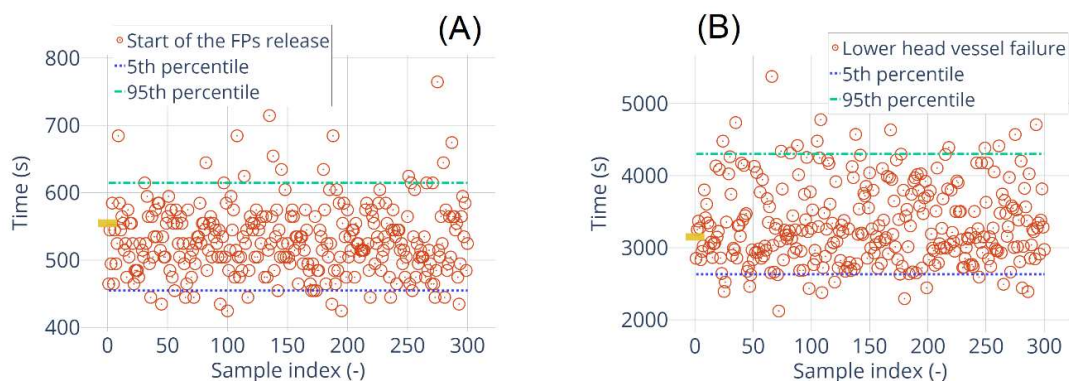 (A)
Start of the FPs release
5th percentile
95th percentile
800
700
600
500
400
Time (s)
0 50 100 150 200 250 300
Sample index (-)
(B)
Lower head vessel failure
5th percentile
95th percentile
5000
4000
3000
2000
Time (s)
0 50 100 150 200 250 300
Sample index (-)